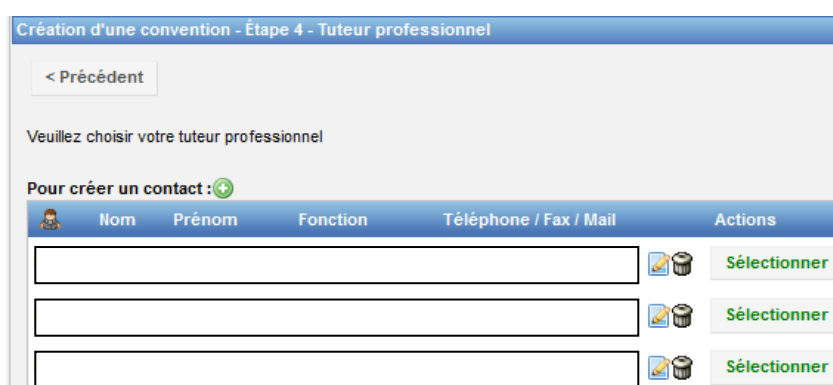 Création d'une convention - Étape 4 - Tuteur professionnel
< Précédent
Veuillez choisir votre tuteur professionnel
Pour créer un contact :
Nom Prénom Fonction Téléphone / Fax / Mail Actions
Sélectionner
Sélectionner
Sélectionner